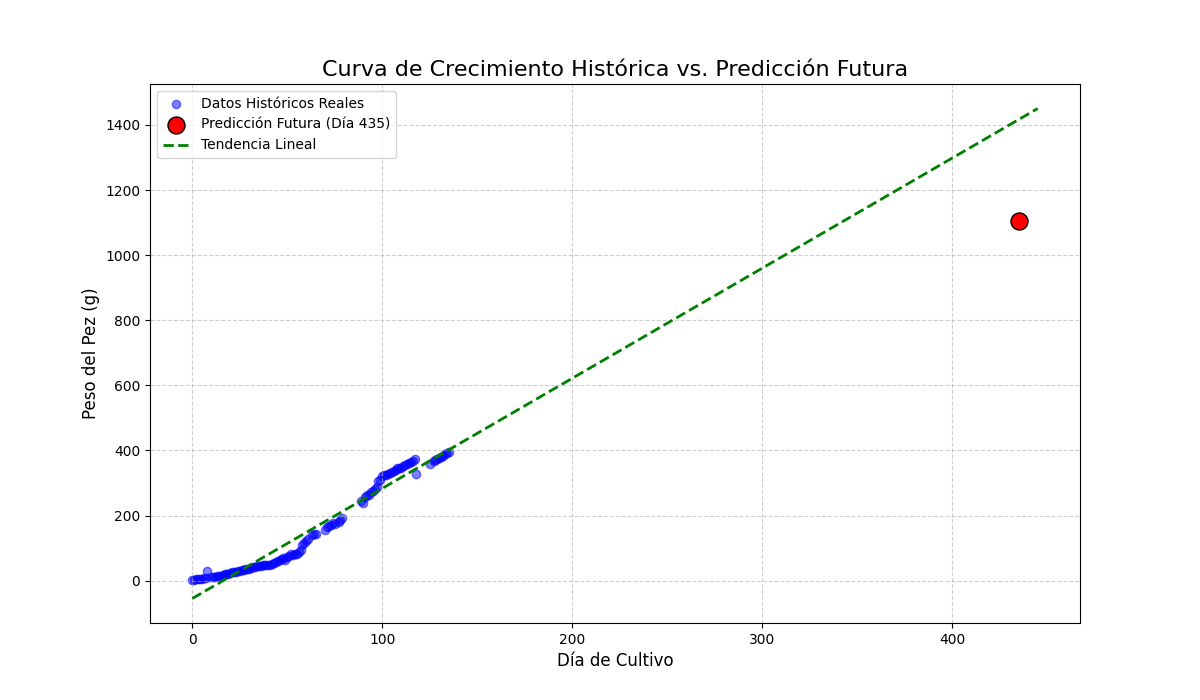 Curva de Crecimiento Histórica vs. Predicción Futura
Datos Históricos Reales
Predicción Futura (Día 435)
Tendencia Lineal
Peso del Pez (g)
1400
1200
1000
800
600
400
200
0
0 100 200 300 400
Día de Cultivo